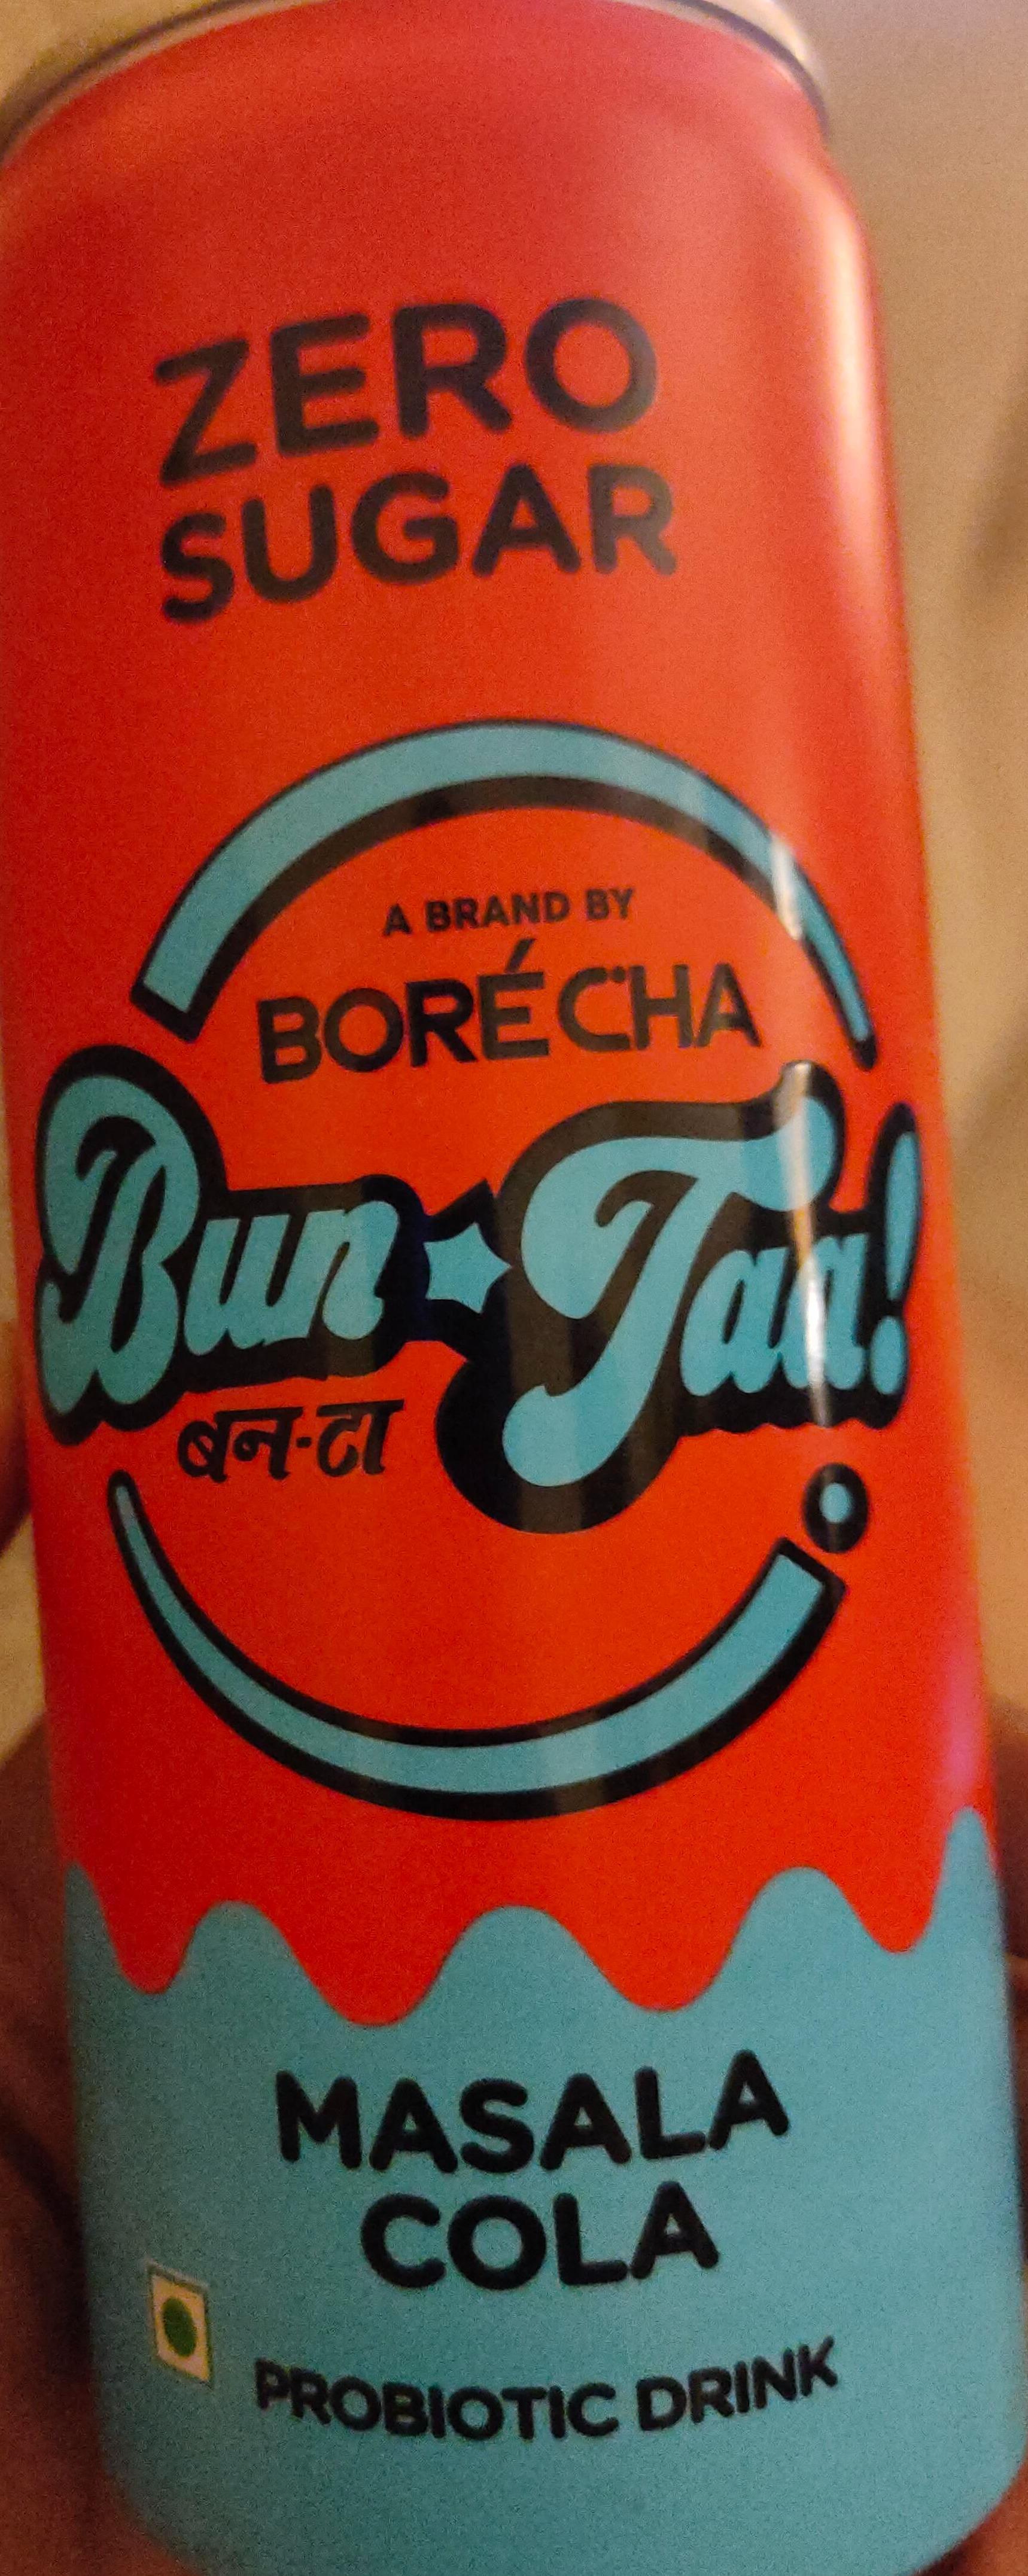 ZERO
SUGAR
A BRAND BY
BORÉCHA
Bun Taa!
बन-टा
MASALA
COLA
PROBIOTIC DRINK